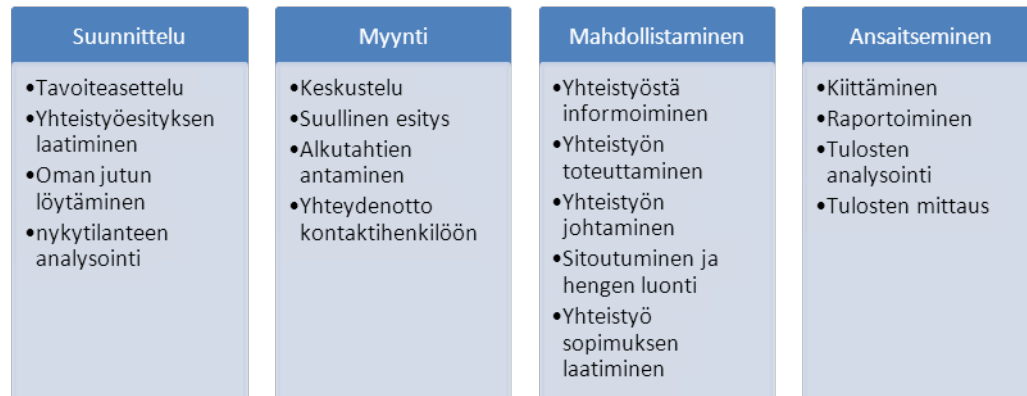 Suunnittelu
•Tavoiteasettelu
•Yhteistyöesityksen
laatiminen
•Oman jutun
löytäminen
•nykytilanteen
analysointi
Myynti
•Keskustelu
•Suullinen esitys
•Alkutahtien
antaminen
•Yhteydenotto
kontaktihenkilöön
Mahdollistaminen
•Yhteistyöstä
informoiminen
•Yhteistyön
toteuttaminen
•Yhteistyön
johtaminen
•Sitoutuminen ja
hengen luonti
•Yhteistyö
sopimuksen
laatiminen
Ansaitseminen
•Kiittäminen
•Raportoiminen
•Tulosten
analysointi
•Tulosten mittaus